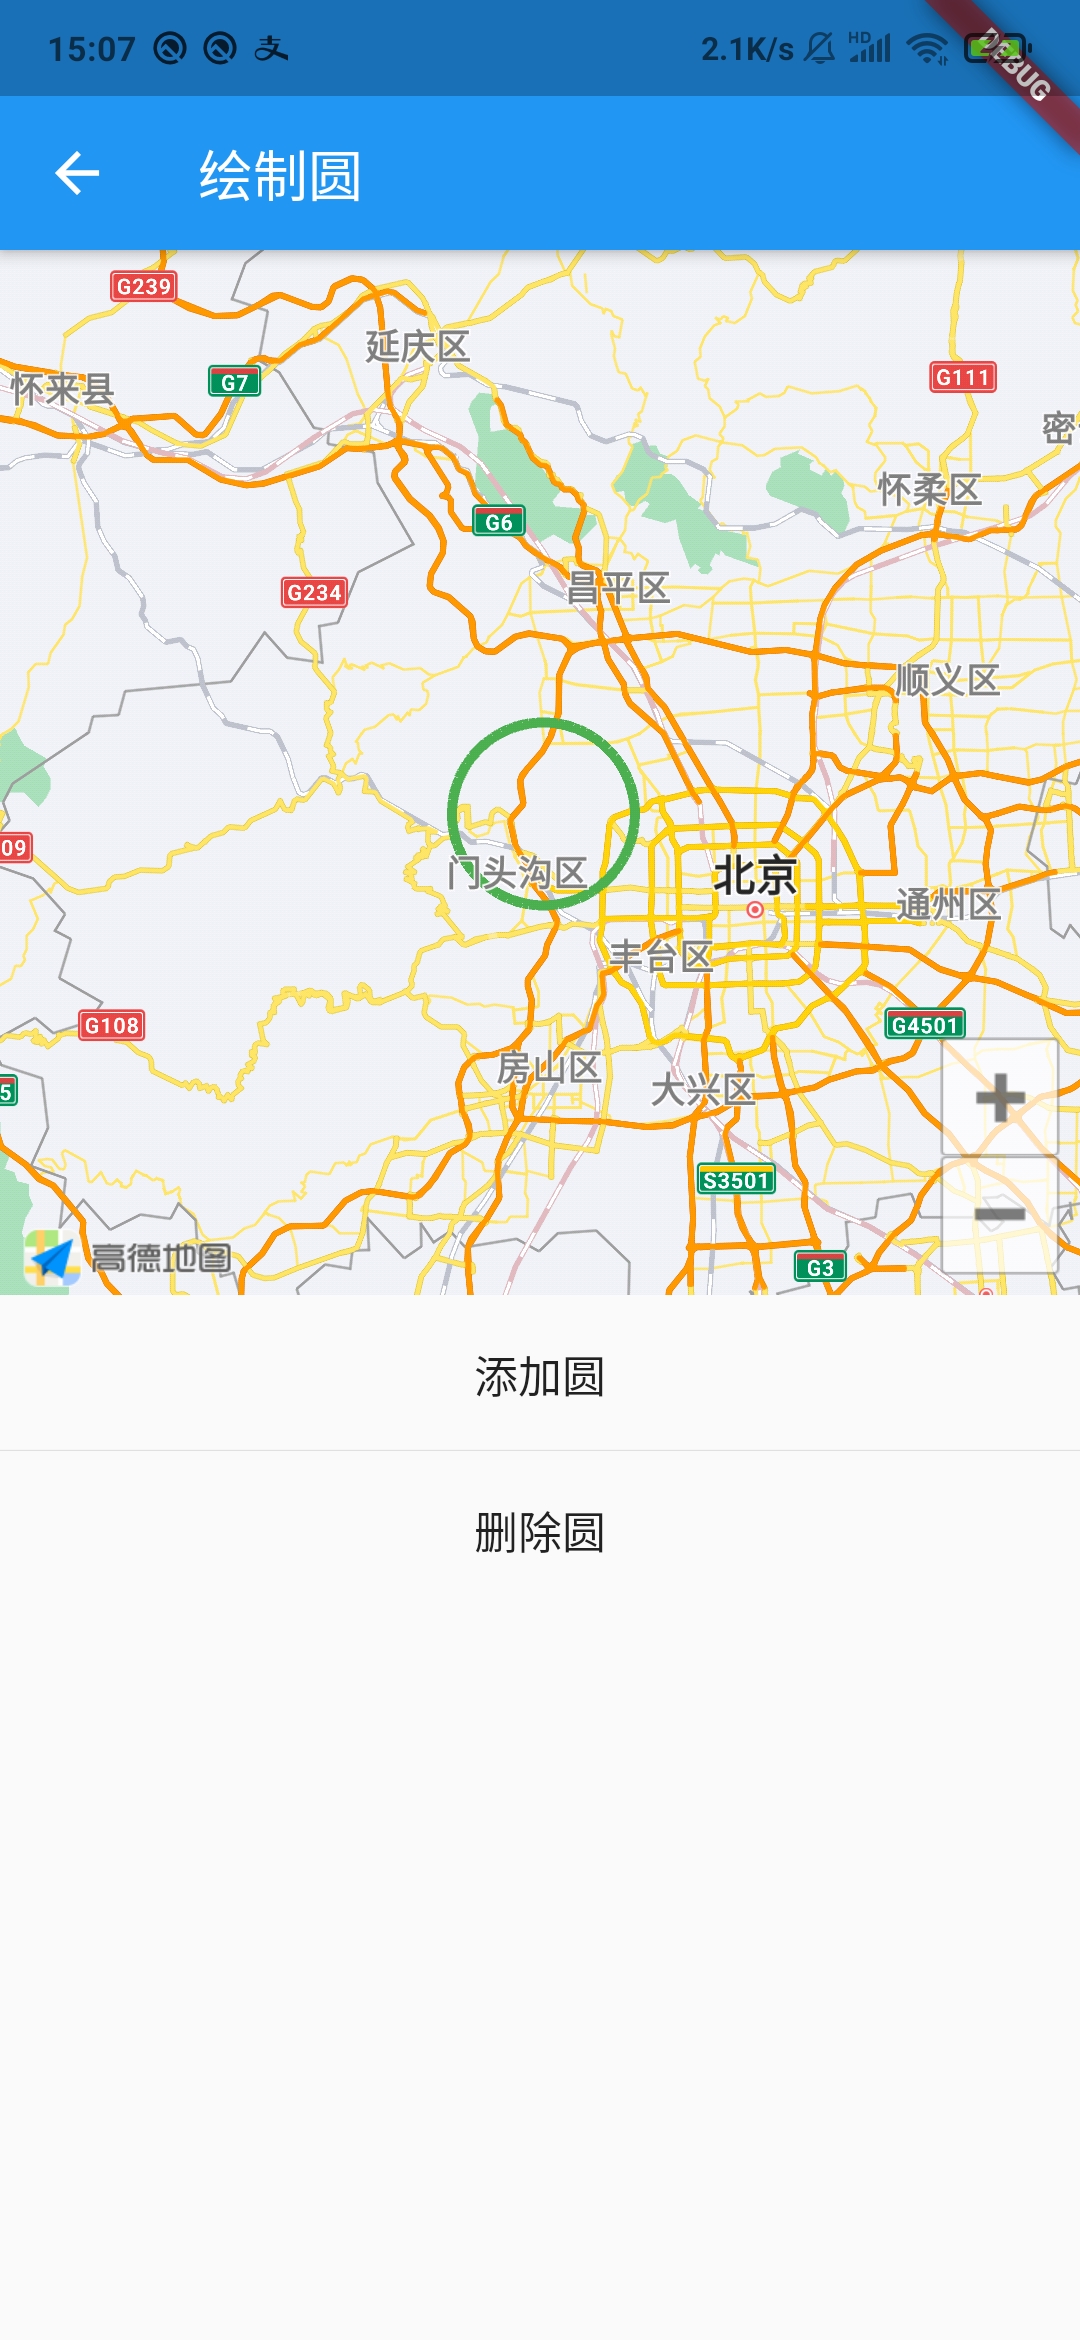 15:07
2.1K/s
HD
DEBUG
绘制圆
G239
延庆区
G7
怀来县
G111
密
怀柔区
G6
昌平区
G234
顺义区
09
门头沟区
北京
通州区
丰台区
G108
G4501
房山区
大兴区
5
S3501
高德地图
G3
添加圆
删除圆